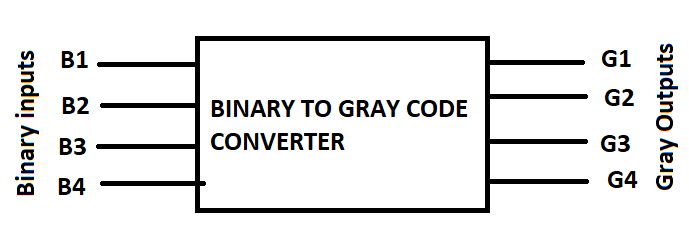 Binary inputs
B1
B2
B3
B4
BINARY TO GRAY CODE
CONVERTER
G1
G2
G3
G4
Gray Outputs